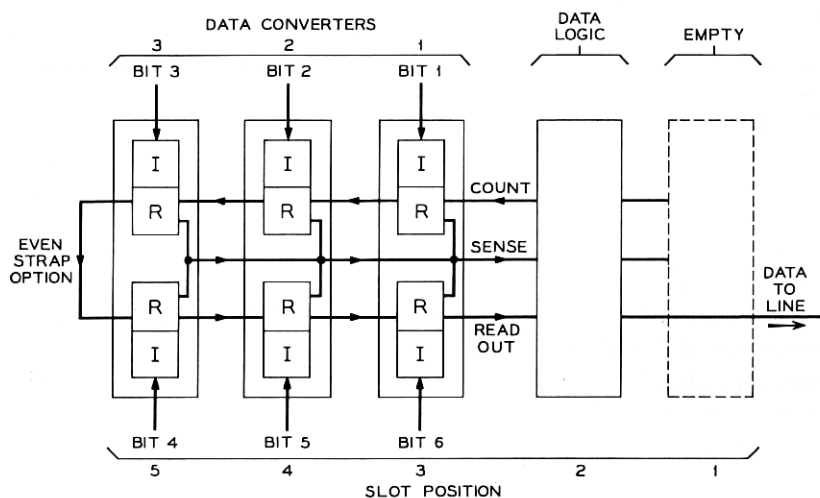 DATA CONVERTERS
DATA
LOGIC
EMPTY
3
2
1
BIT 3
BIT 2
BIT 1
I
I
I
COUNT
R
R
R
EVEN
STRAP
OPTION
SENSE
DATA
TO
LINE
R
R
R
READ
OUT
I
I
I
BIT 4
BIT 5
BIT 6
5
4
3
2
1
SLOT POSITION